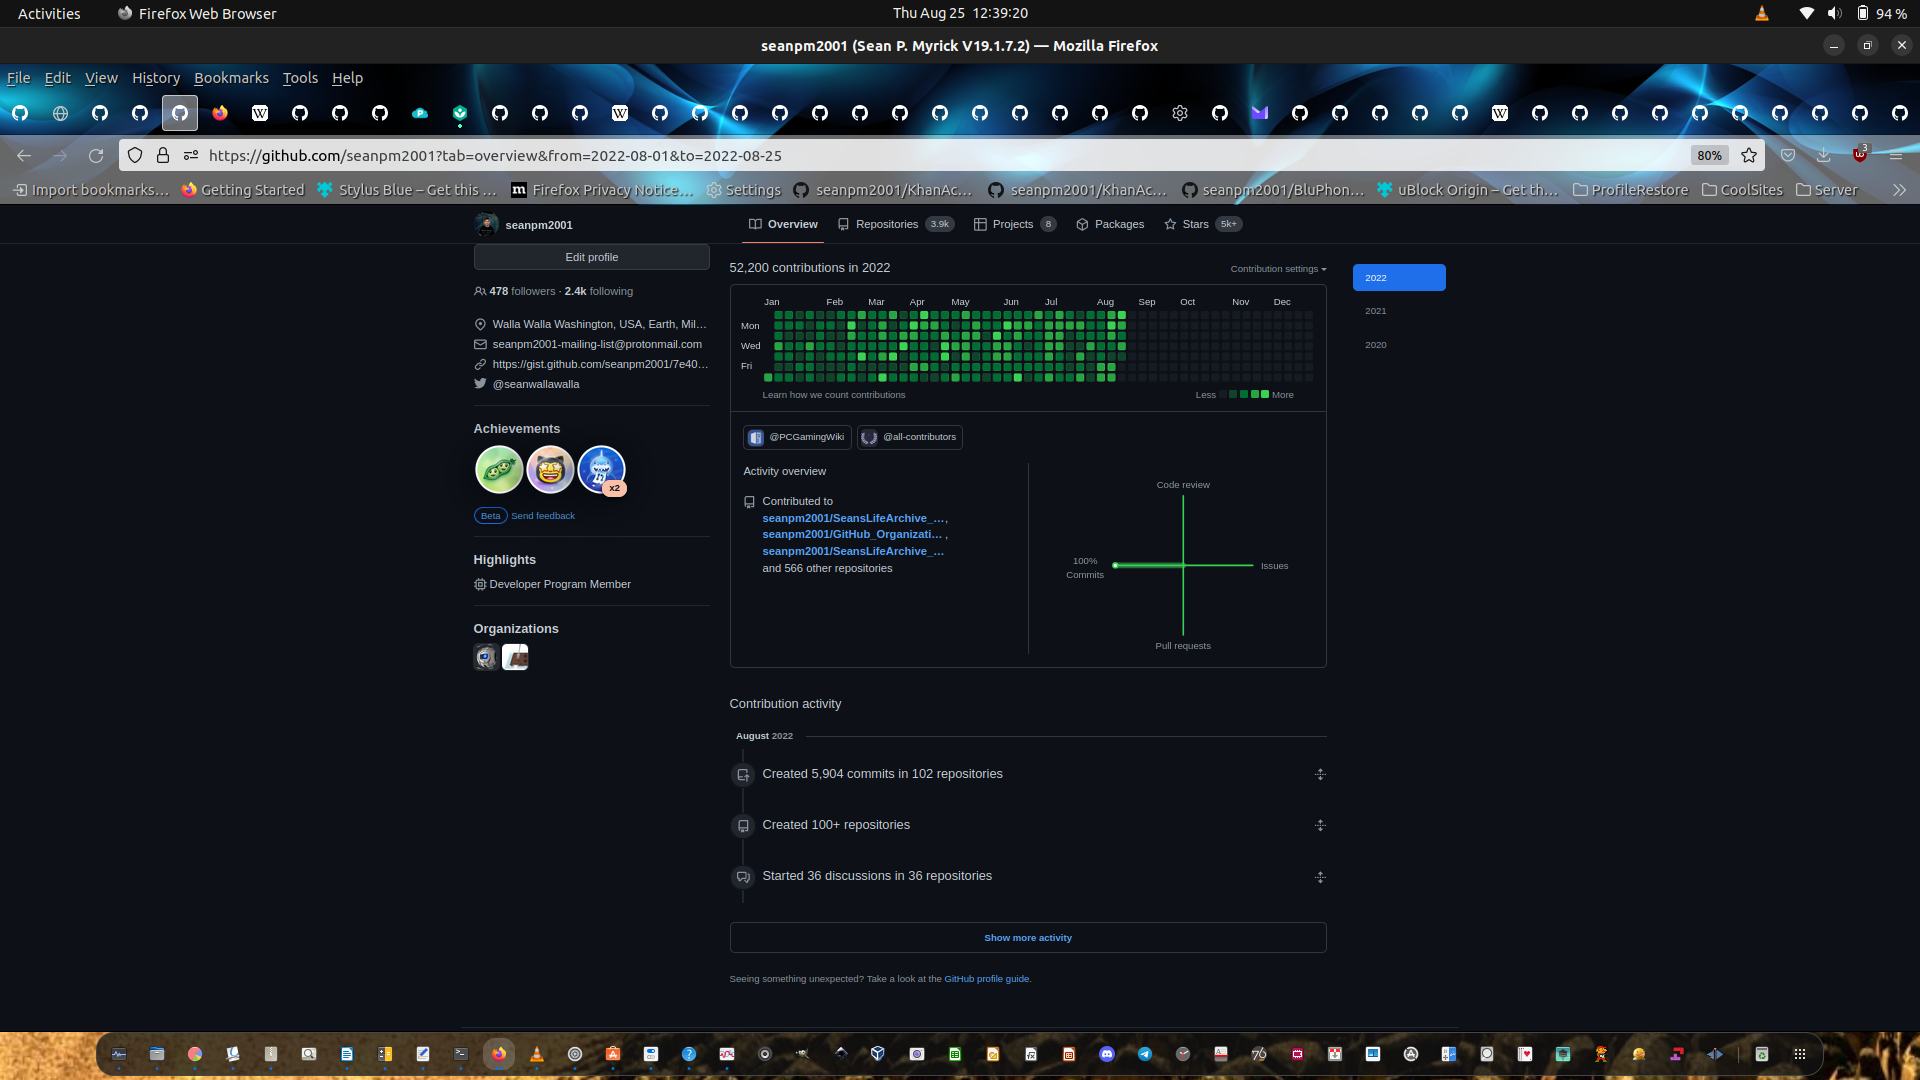 Activities Firefox Web Browser Thu Aug 25 12:39:20 94 %
seanpm2001 (Sean P. Myrick V19.1.7.2) — Mozilla Firefox
File Edit View History Bookmarks Tools Help
https://github.com/seanpm2001?tab=overview&from=2022-08-01&to=2022-08-25 80% 3
Import bookmarks… Getting Started Stylus Blue – Get this … Firefox Privacy Notice… Settings seanpm2001/KhanAc… seanpm2001/KhanAc… seanpm2001/BluPhon… uBlock Origin – Get th… ProfileRestore CoolSites Server
seanpm2001 Overview Repositories 3.9k Projects 8 Packages Stars 5k+
Edit profile
478 followers · 2.4k following
Walla Walla Washington, USA, Earth, Mil…
seanpm2001-mailing-list@protonmail.com
https://gist.github.com/seanpm2001/7e40…
@seanwallawalla
Achievements
x2
Beta Send feedback
Highlights
Developer Program Member
Organizations
52,200 contributions in 2022
Contribution settings
2022
2021
2020
Jan Feb Mar Apr May Jun Jul Aug Sep Oct Nov Dec
Mon
Wed
Fri
Learn how we count contributions Less More
@PCGamingWiki @all-contributors
Activity overview
Contributed to
seanpm2001/SeansLifeArchive_…,
seanpm2001/GitHub_Organizati… ,
seanpm2001/SeansLifeArchive_…
and 566 other repositories
Code review
100%
Commits
Issues
Pull requests
Contribution activity
August 2022
Created 5,904 commits in 102 repositories
Created 100+ repositories
Started 36 discussions in 36 repositories
Show more activity
Seeing something unexpected? Take a look at the GitHub profile guide.